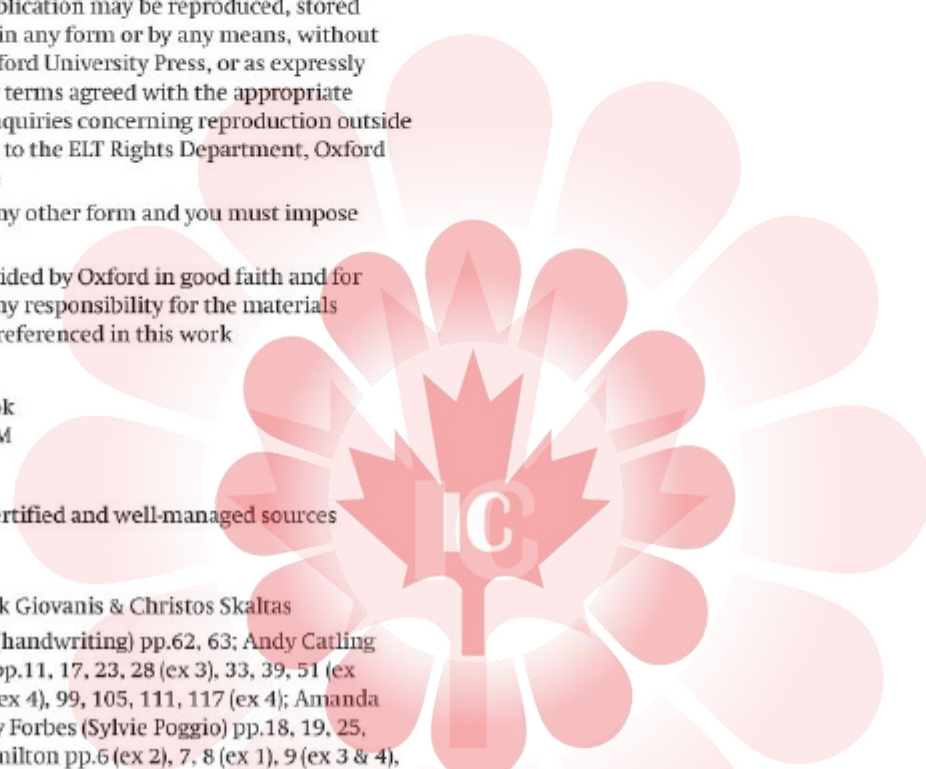 blication may be reproduced, stored
in any form or by any means, without
ford University Press, or as expressly
terms agreed with the appropriate
nquiries concerning reproduction outside
to the ELT Rights Department, Oxford
ny other form and you must impose
ided by Oxford in good faith and for
ny responsibility for the materials
referenced in this work
k
M
ertified and well-managed sources
k Giovanis & Christos Skaltas
(handwriting) pp.62, 63; Andy Catling
pp.11, 17, 23, 28 (ex 3), 33, 39, 51 (ex
ex 4), 99, 105, 111, 117 (ex 4); Amanda
y Forbes (Sylvie Poggio) pp.18, 19, 25,
milton pp.6 (ex 2), 7, 8 (ex 1), 9 (ex 3 & 4),
IC